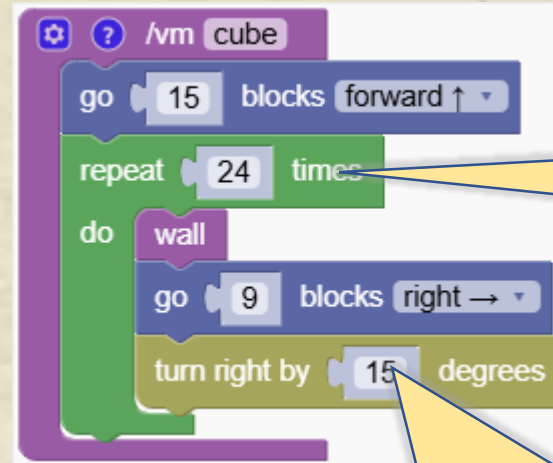 ? /vm cube
go 15 blocks forward ↑
repeat 24 times
do wall
go 9 blocks right →
turn right by 15 degrees